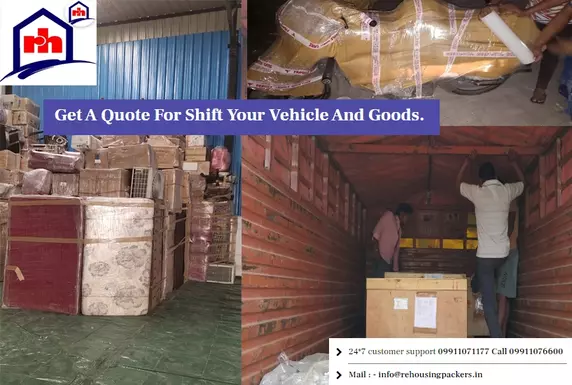 Get A Quote For Shift Your Vehicle And Goods.
24*7 customer support 09911071177 Call 09911076600
Mail : - info@rehousingpackers.in